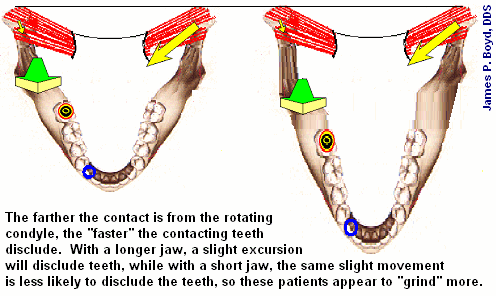 James P. Boyd, DDS
The farther the contact is from the rotating
condyle, the "faster" the contacting teeth
disclude.  With a longer jaw, a slight excursion
will disclude teeth, while with a short jaw, the same slight movement
is less likely to disclude the teeth, so these patients appear to "grind" more.